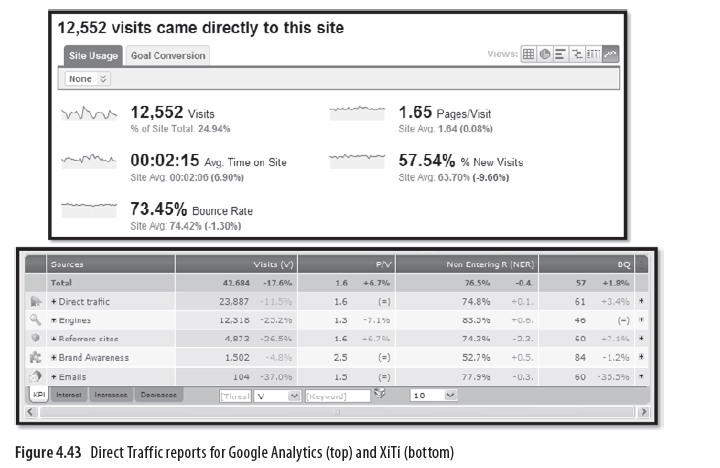 12,552 visits came directly to this site
Site Usage Goal Conversion Views:
None
12,552 Visits
% of Site Total: 24.94%
1.65 Pages/Visit
Site Avg: 1.64 (0.08%)
00:02:15 Avg. Time on Site
Site Avg: 00:02:06 (6.90%)
57.54% % New Visits
Site Avg: 63.70% (-9.66%)
73.45% Bounce Rate
Site Avg: 74.42% (-1.30%)
Sources Visits (V) P/V Non Entering R (NER) BQ
Total 42.684 -17.6% 1.6 +6.7% 76.5% -0.4. 57 +1.8%
+ Direct traffic 23,887 -11.5% 1.6 (=) 74.8% +0.1. 61 +3.4% +
+ Engines 12,318 -25.2% 1.3 -7.1% 83.5% +0.6. 46 (=) +
+ Referrer sites 4,873 -26.5% 1.6 +6.7% 74.2% -2.2. 60 +7.1% +
+ Brand Awareness 1.502 -4.8% 2.5 (=) 52.7% +0.5. 84 -1.2% +
+ Emails 104 -37.0% 1.5 (=) 77.9% -0.3. 60 -35.5% +
KPI Interest Increases Decreases [Thresl V [Keyword] 10
Figure 4.43 Direct Traffic reports for Google Analytics (top) and XiTi (bottom)